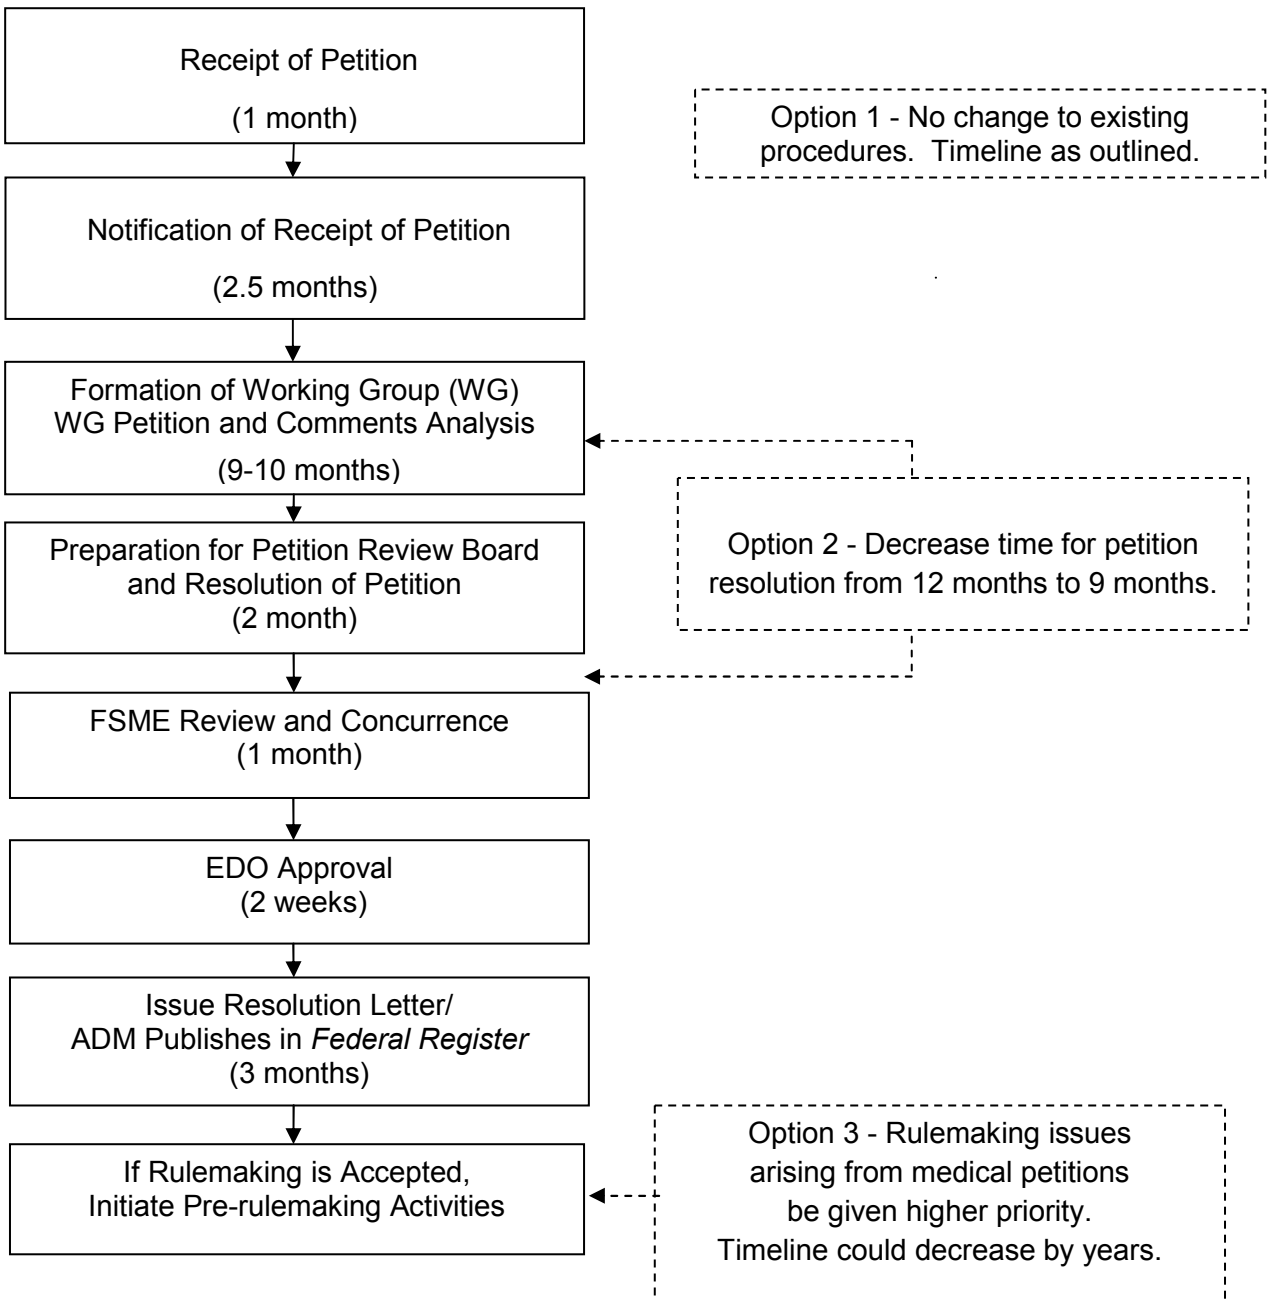 Receipt of Petition
(1 month)
Option 1 - No change to existing
procedures.  Timeline as outlined.
Notification of Receipt of Petition
(2.5 months)
Formation of Working Group (WG)
WG Petition and Comments Analysis
(9-10 months)
Preparation for Petition Review Board
and Resolution of Petition
(2 month)
Option 2 - Decrease time for petition
resolution from 12 months to 9 months.
FSME Review and Concurrence
(1 month)
EDO Approval
(2 weeks)
Issue Resolution Letter/
ADM Publishes in Federal Register
(3 months)
If Rulemaking is Accepted,
Initiate Pre-rulemaking Activities
Option 3 - Rulemaking issues
arising from medical petitions
be given higher priority.
Timeline could decrease by years.